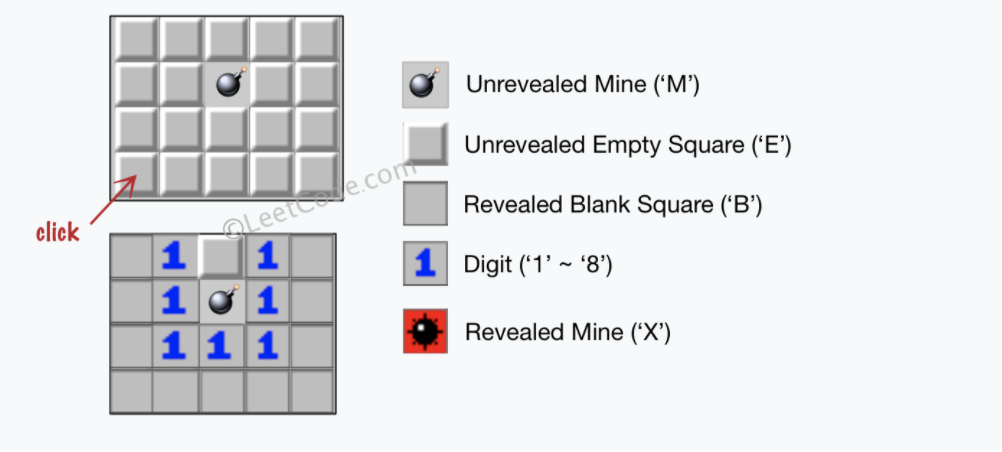 Unrevealed Mine (‘M’)
Unrevealed Empty Square (‘E’)
©LeetCode.com
Revealed Blank Square (‘B’)
click
1 1
1 1
1 1 1
1 Digit (‘1’ ~ ‘8’)
Revealed Mine (‘X’)